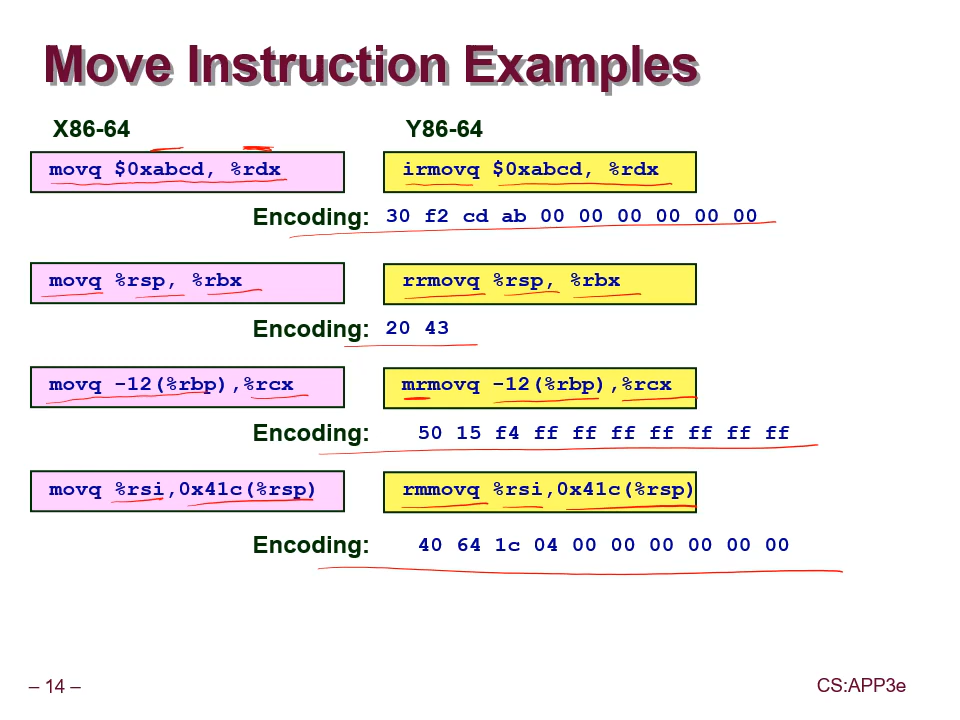 Move Instruction Examples
X86-64 Y86-64
movq $0xabcd, %rdx irmovq $0xabcd, %rdx
Encoding: 30 f2 cd ab 00 00 00 00 00 00
movq %rsp, %rbx rrmovq %rsp, %rbx
Encoding: 20 43
movq -12(%rbp),%rcx mrmovq -12(%rbp),%rcx
Encoding: 50 15 f4 ff ff ff ff ff ff ff
movq %rsi,0x41c(%rsp) rmmovq %rsi,0x41c(%rsp)
Encoding: 40 64 1c 04 00 00 00 00 00 00
– 14 – CS:APP3e